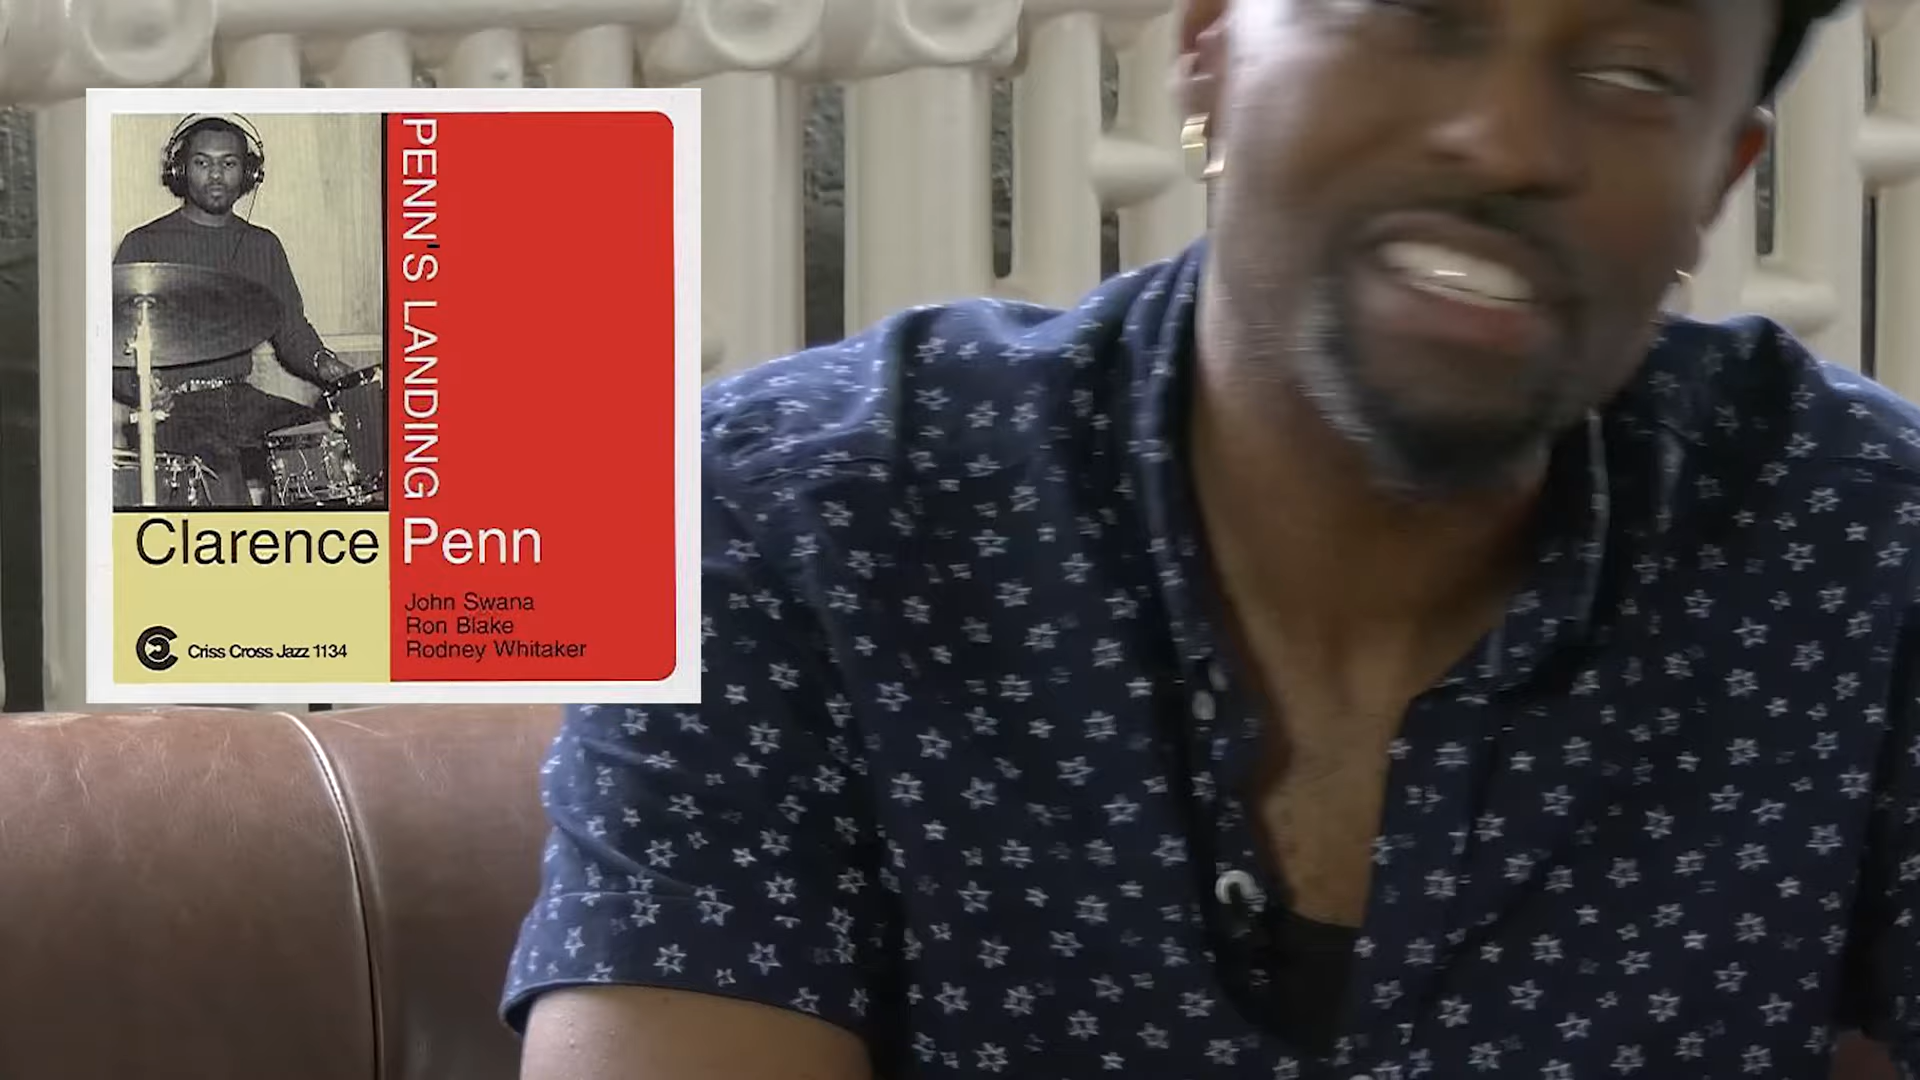 PENN'S LANDING
Clarence Penn
John Swana
Ron Blake
Rodney Whitaker
Criss Cross Jazz 1134